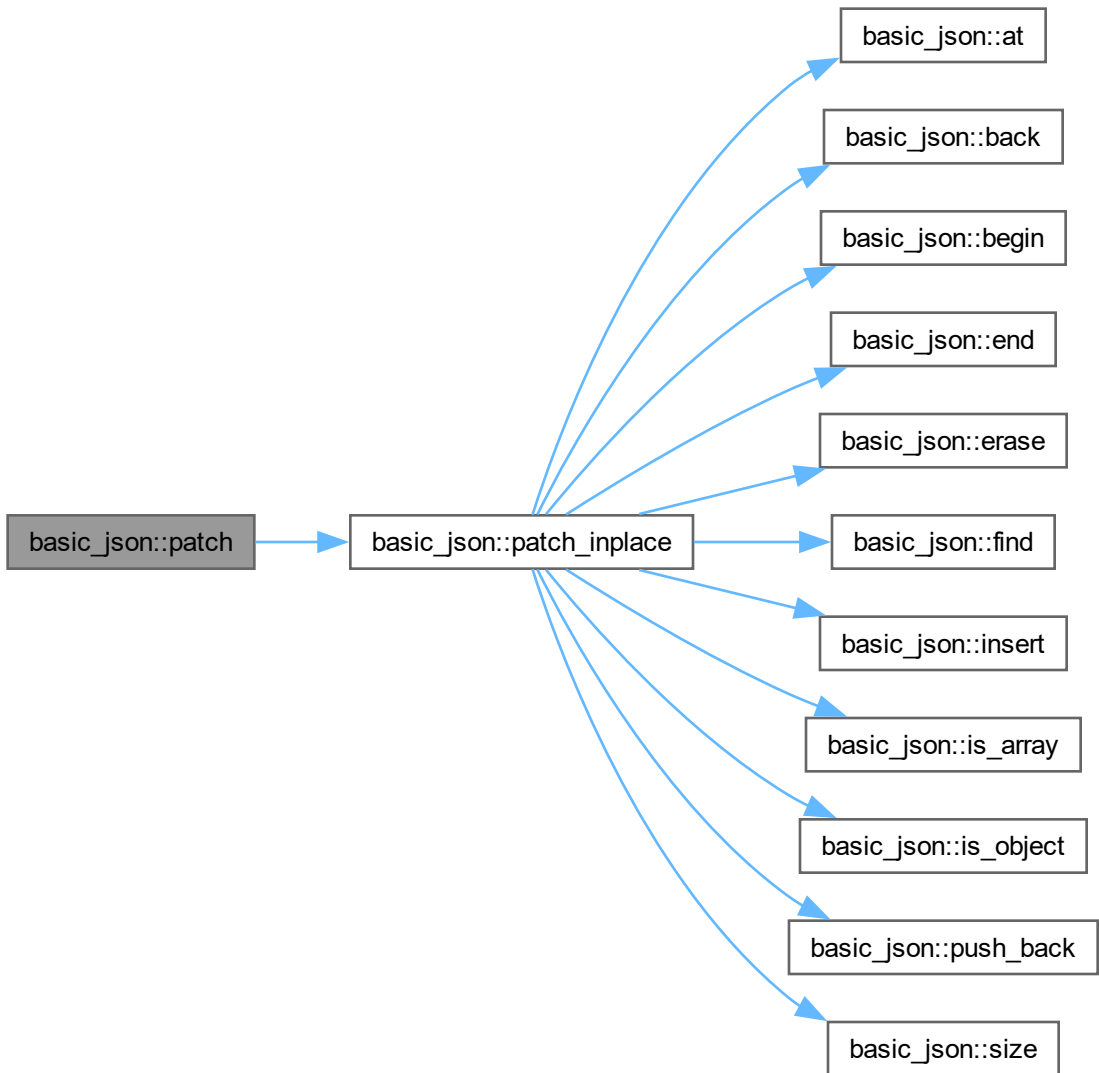 basic_json::at
basic_json::back
basic_json::begin
basic_json::end
basic_json::erase
basic_json::patch
basic_json::patch_inplace
basic_json::find
basic_json::insert
basic_json::is_array
basic_json::is_object
basic_json::push_back
basic_json::size